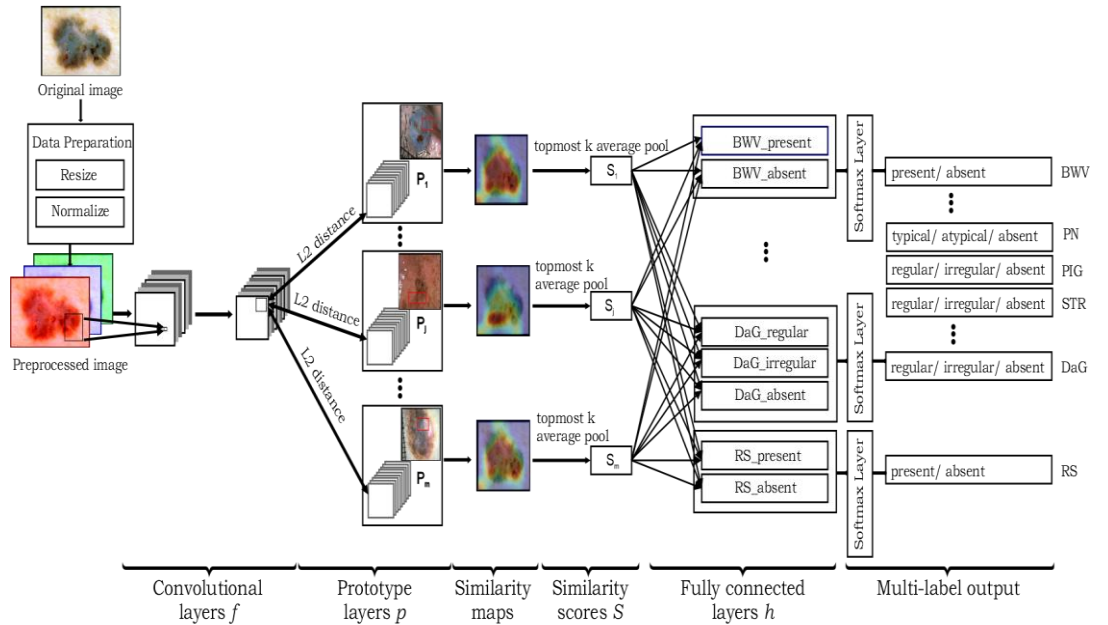 Original image
Data Preparation
Resize
Normalize
Preprocessed image
L2 distance
L2 distance
L2 distance
P1
Pj
Pm
topmost k average pool
topmost k
average pool
topmost k
average pool
S1
Sj
Sm
BWV_present
BWV_absent
DaG_regular
DaG_irregular
DaG_absent
RS_present
RS_absent
Softmax Layer
Softmax Layer
Softmax Layer
present/ absent
BWV
typical/ atypical/ absent
PN
regular/ irregular/ absent
PIG
regular/ irregular/ absent
STR
regular/ irregular/ absent
DaG
present/ absent
RS
Convolutional
layers f
Prototype
layers p
Similarity
maps
Similarity
scores S
Fully connected
layers h
Multi-label output